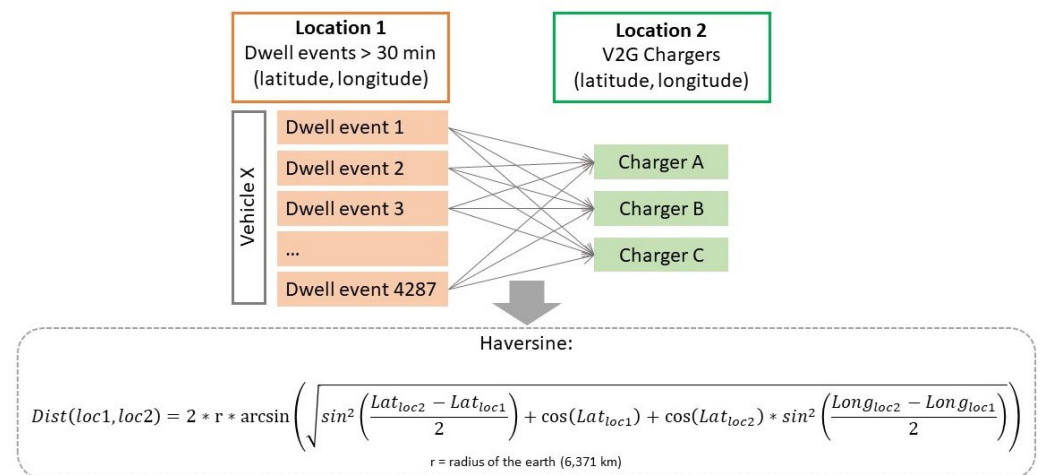 Location 1
Dwell events > 30 min
(latitude, longitude)
Location 2
V2G Chargers
(latitude, longitude)
Vehicle X
Dwell event 1
Dwell event 2
Dwell event 3
...
Dwell event 4287
Charger A
Charger B
Charger C
Haversine:
Dist(loc1, loc2) = 2 * r * arcsin(√(sin²((Lat_loc2 − Lat_loc1)/2) + cos(Lat_loc1) + cos(Lat_loc2) * sin²((Long_loc2 − Long_loc1)/2)))
r = radius of the earth (6,371 km)